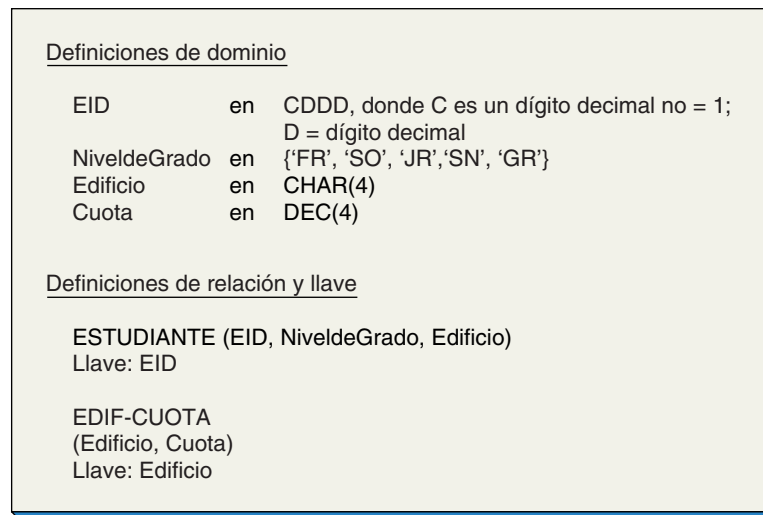 Definiciones de dominio
EID en CDDD, donde C es un dígito decimal no = 1;
D = dígito decimal
NiveldeGrado en {‘FR’, ‘SO’, ‘JR’,‘SN’, ‘GR’}
Edificio en CHAR(4)
Cuota en DEC(4)
Definiciones de relación y llave
ESTUDIANTE (EID, NiveldeGrado, Edificio)
Llave: EID
EDIF-CUOTA
(Edificio, Cuota)
Llave: Edificio